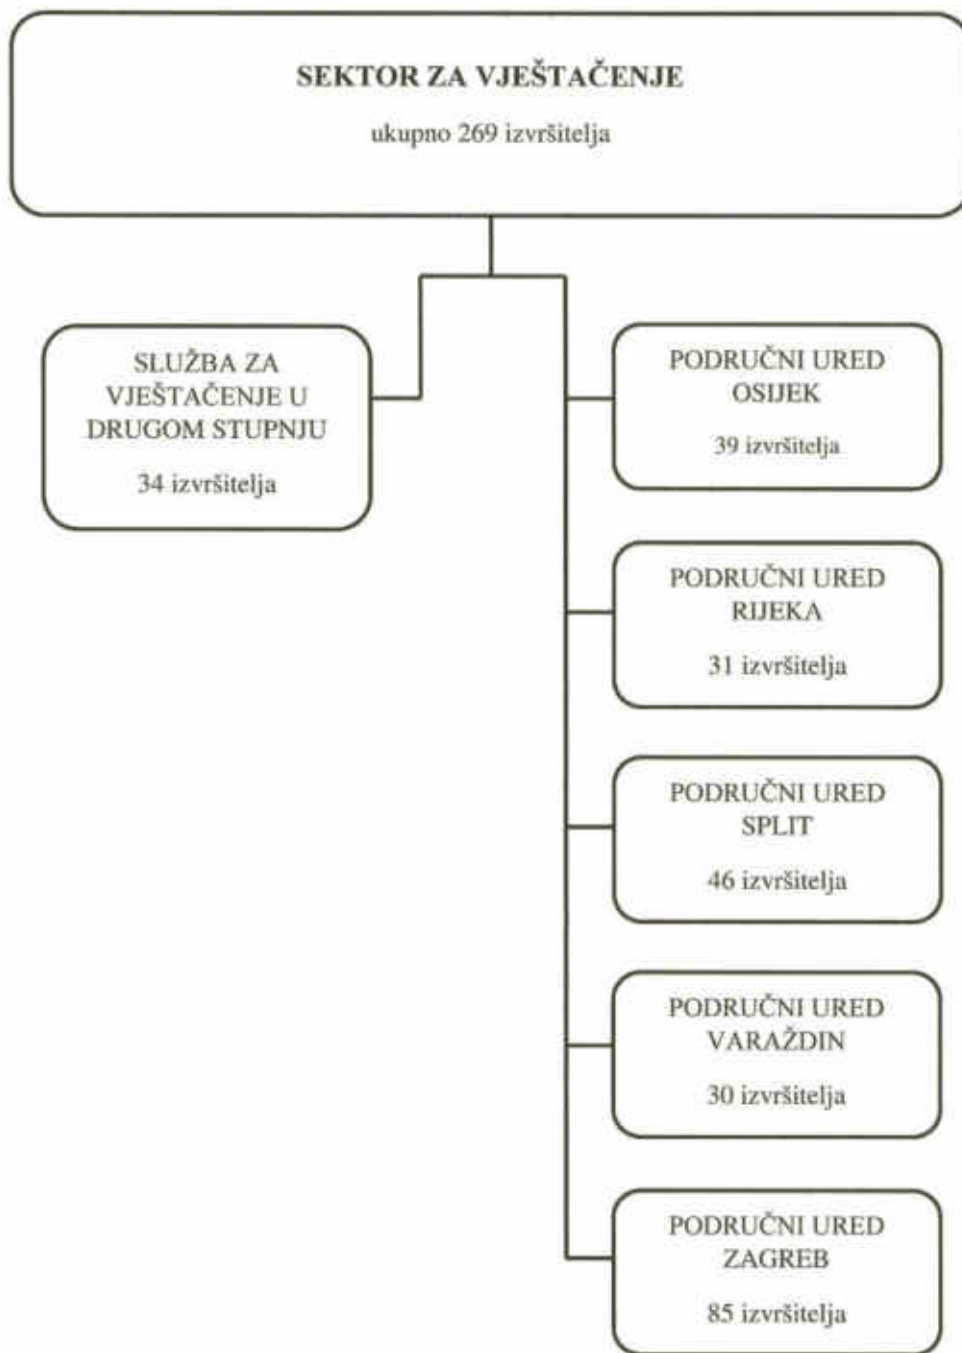 SEKTOR ZA VJEŠTAČENJE
ukupno 269 izvršitelja
SLUŽBA ZA
VJEŠTAČENJE U
DRUGOM STUPNJU
34 izvršitelja
PODRUČNI URED
OSIJEK
39 izvršitelja
PODRUČNI URED
RIJEKA
31 izvršitelja
PODRUČNI URED
SPLIT
46 izvršitelja
PODRUČNI URED
VARAŽDIN
30 izvršitelja
PODRUČNI URED
ZAGREB
85 izvršitelja